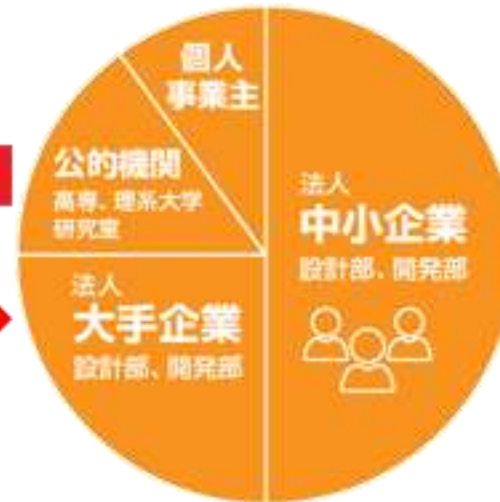 個人
事業主
公的機関
高専、理系大学
研究室
法人
中小企業
設計部、開発部
法人
大手企業
設計部、開発部